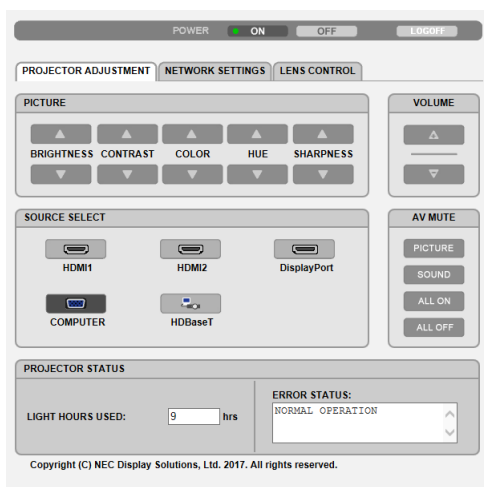 POWER ON OFF LOGOFF
PROJECTOR ADJUSTMENT NETWORK SETTINGS LENS CONTROL
PICTURE
BRIGHTNESS CONTRAST COLOR HUE SHARPNESS
VOLUME
SOURCE SELECT
HDMI1 HDMI2 DisplayPort
COMPUTER HDBaseT
AV MUTE
PICTURE
SOUND
ALL ON
ALL OFF
PROJECTOR STATUS
LIGHT HOURS USED: 9 hrs
ERROR STATUS:
NORMAL OPERATION
Copyright (C) NEC Display Solutions, Ltd. 2017. All rights reserved.